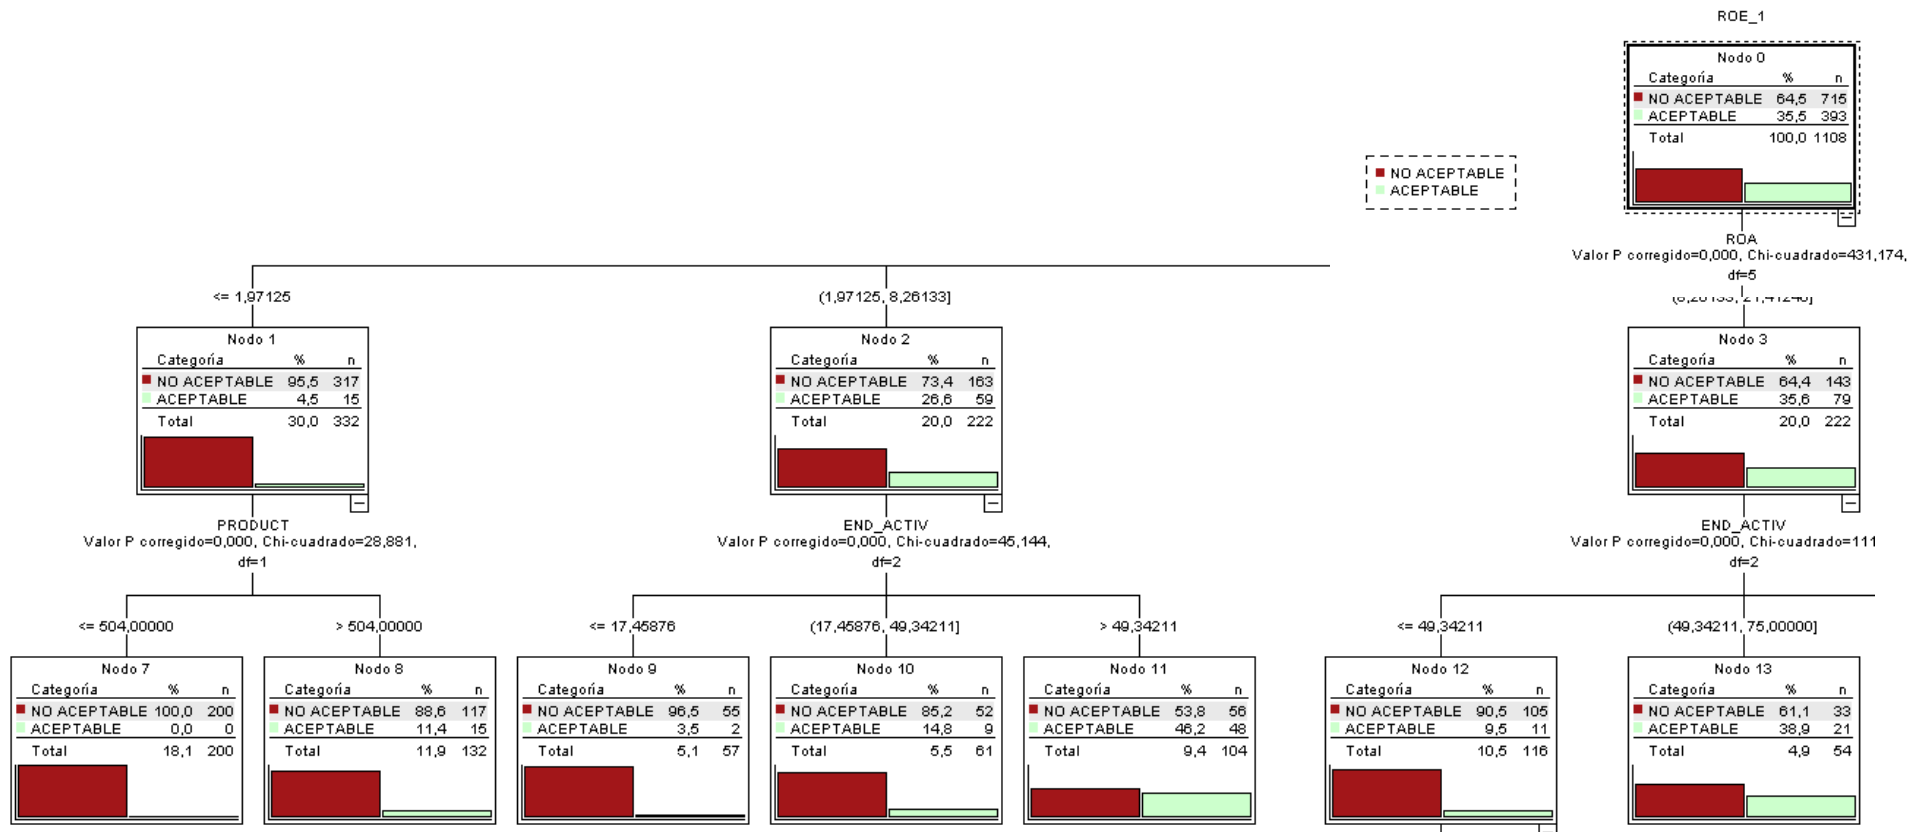 ROE_1
Nodo 0
Categoría % n
NO ACEPTABLE 64,5 715
ACEPTABLE 35,5 393
Total 100,0 1108
NO ACEPTABLE
ACEPTABLE
ROA
Valor P corregido=0,000, Chi-cuadrado=431,174,
df=5
<= 1,97125
(1,97125, 8,26133]
(8,26133, 21,41246]
Nodo 1
Categoría % n
NO ACEPTABLE 95,5 317
ACEPTABLE 4,5 15
Total 30,0 332
Nodo 2
Categoría % n
NO ACEPTABLE 73,4 163
ACEPTABLE 26,6 59
Total 20,0 222
Nodo 3
Categoría % n
NO ACEPTABLE 64,4 143
ACEPTABLE 35,6 79
Total 20,0 222
PRODUCT
Valor P corregido=0,000, Chi-cuadrado=28,881,
df=1
END_ACTIV
Valor P corregido=0,000, Chi-cuadrado=45,144,
df=2
END_ACTIV
Valor P corregido=0,000, Chi-cuadrado=111
df=2
<= 504,00000
> 504,00000
<= 17,45876
(17,45876, 49,34211]
> 49,34211
<= 49,34211
(49,34211, 75,00000]
Nodo 7
Categoría % n
NO ACEPTABLE 100,0 200
ACEPTABLE 0,0 0
Total 18,1 200
Nodo 8
Categoría % n
NO ACEPTABLE 88,6 117
ACEPTABLE 11,4 15
Total 11,9 132
Nodo 9
Categoría % n
NO ACEPTABLE 96,5 55
ACEPTABLE 3,5 2
Total 5,1 57
Nodo 10
Categoría % n
NO ACEPTABLE 85,2 52
ACEPTABLE 14,8 9
Total 5,5 61
Nodo 11
Categoría % n
NO ACEPTABLE 53,8 56
ACEPTABLE 46,2 48
Total 9,4 104
Nodo 12
Categoría % n
NO ACEPTABLE 90,5 105
ACEPTABLE 9,5 11
Total 10,5 116
Nodo 13
Categoría % n
NO ACEPTABLE 61,1 33
ACEPTABLE 38,9 21
Total 4,9 54